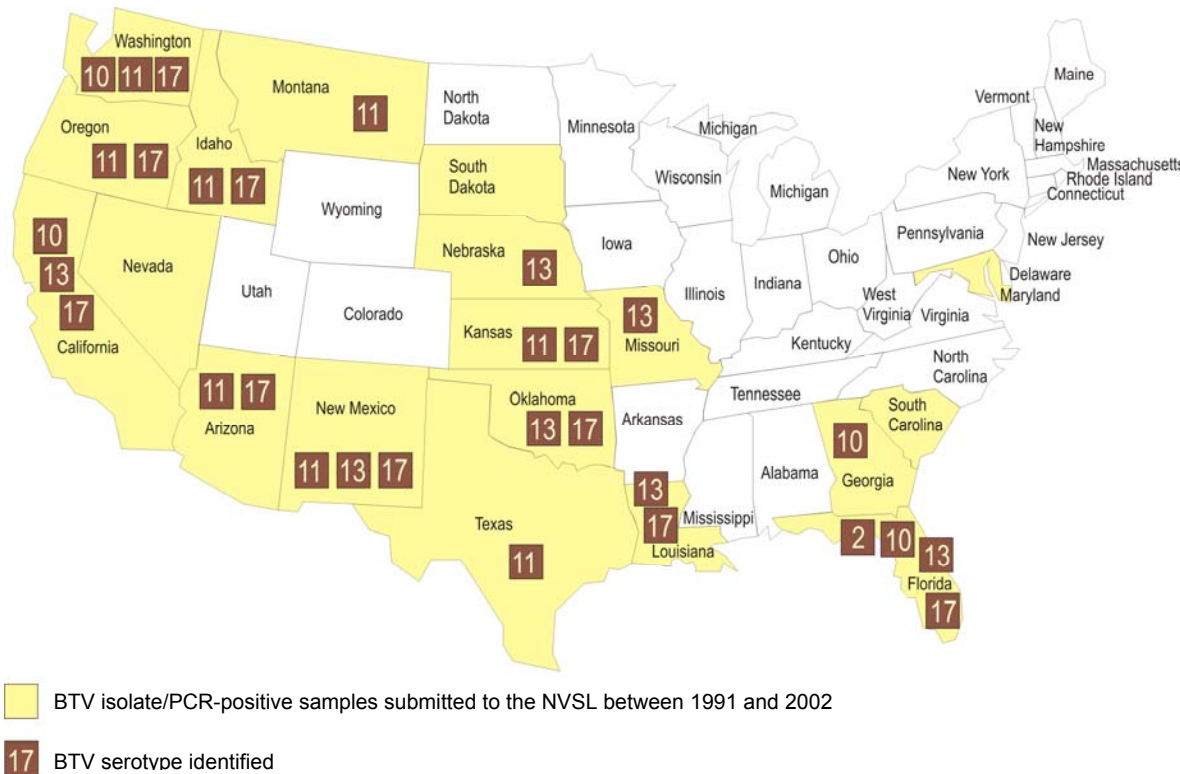 Washington
10 11 17
Montana
11
Oregon
11 17
Idaho
11 17
North
Dakota
Minnesota
Michigan
Maine
Vermont
New
Hampshire
Massachusetts
Rhode Island
Connecticut
New York
South
Dakota
Wisconsin
Michigan
Wyoming
10
13
17
California
Nevada
Utah
Colorado
Nebraska
13
Iowa
Illinois
Indiana
Ohio
Pennsylvania
New Jersey
Delaware
Maryland
West
Virginia
Virginia
Kansas
11 17
13
Missouri
Kentucky
North
Carolina
Tennessee
11 17
Arizona
New Mexico
11 13 17
Oklahoma
13 17
Arkansas
South
Carolina
10
Georgia
Alabama
Mississippi
13
17
Louisiana
Texas
11
2 10 13
Florida
17
BTV isolate/PCR-positive samples submitted to the NVSL between 1991 and 2002
17 BTV serotype identified